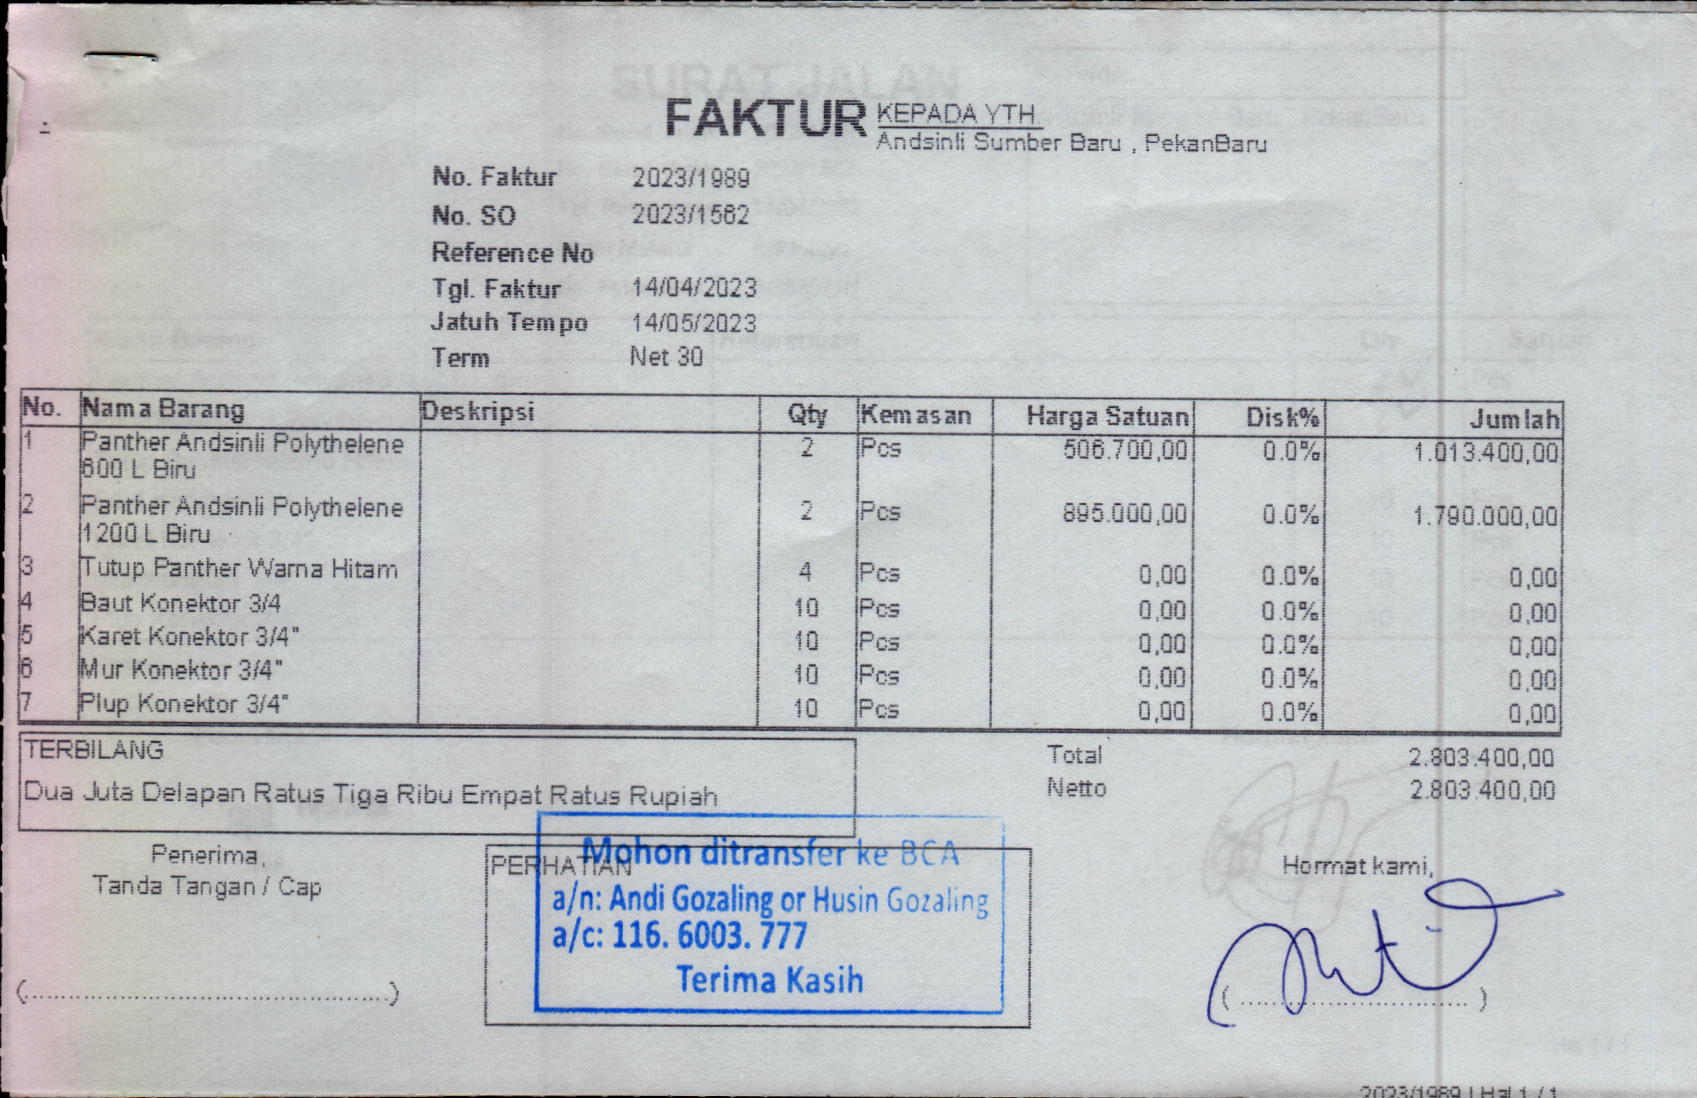 FAKTUR
KEPADA YTH.
Andsinli Sumber Baru , PekanBaru
No. Faktur 2023/1989
No. SO 2023/1562
Reference No
Tgl. Faktur 14/04/2023
Jatuh Tempo 14/05/2023
Term Net 30
No. Nama Barang Deskripsi Qty Kemasan Harga Satuan Disk% Jumlah
1 Panther Andsinli Polythelene 2 Pcs 506.700,00 0.0% 1.013.400,00
600 L Biru
2 Panther Andsinli Polythelene 2 Pcs 895.000,00 0.0% 1.790.000,00
1200 L Biru
3 Tutup Panther Warna Hitam 4 Pcs 0,00 0.0% 0,00
4 Baut Konektor 3/4 10 Pcs 0,00 0.0% 0,00
5 Karet Konektor 3/4" 10 Pcs 0,00 0.0% 0,00
6 Mur Konektor 3/4" 10 Pcs 0,00 0.0% 0,00
7 Plup Konektor 3/4" 10 Pcs 0,00 0.0% 0,00
TERBILANG
Dua Juta Delapan Ratus Tiga Ribu Empat Ratus Rupiah
Total 2.803.400,00
Netto 2.803.400,00
Penerima,
Tanda Tangan / Cap
PERHATIAN
Mohon ditransfer ke BCA
a/n: Andi Gozaling or Husin Gozaling
a/c: 116. 6003. 777
Terima Kasih
Hormat kami,
2023/1989 | Hal 1 / 1
SURAT JALAN